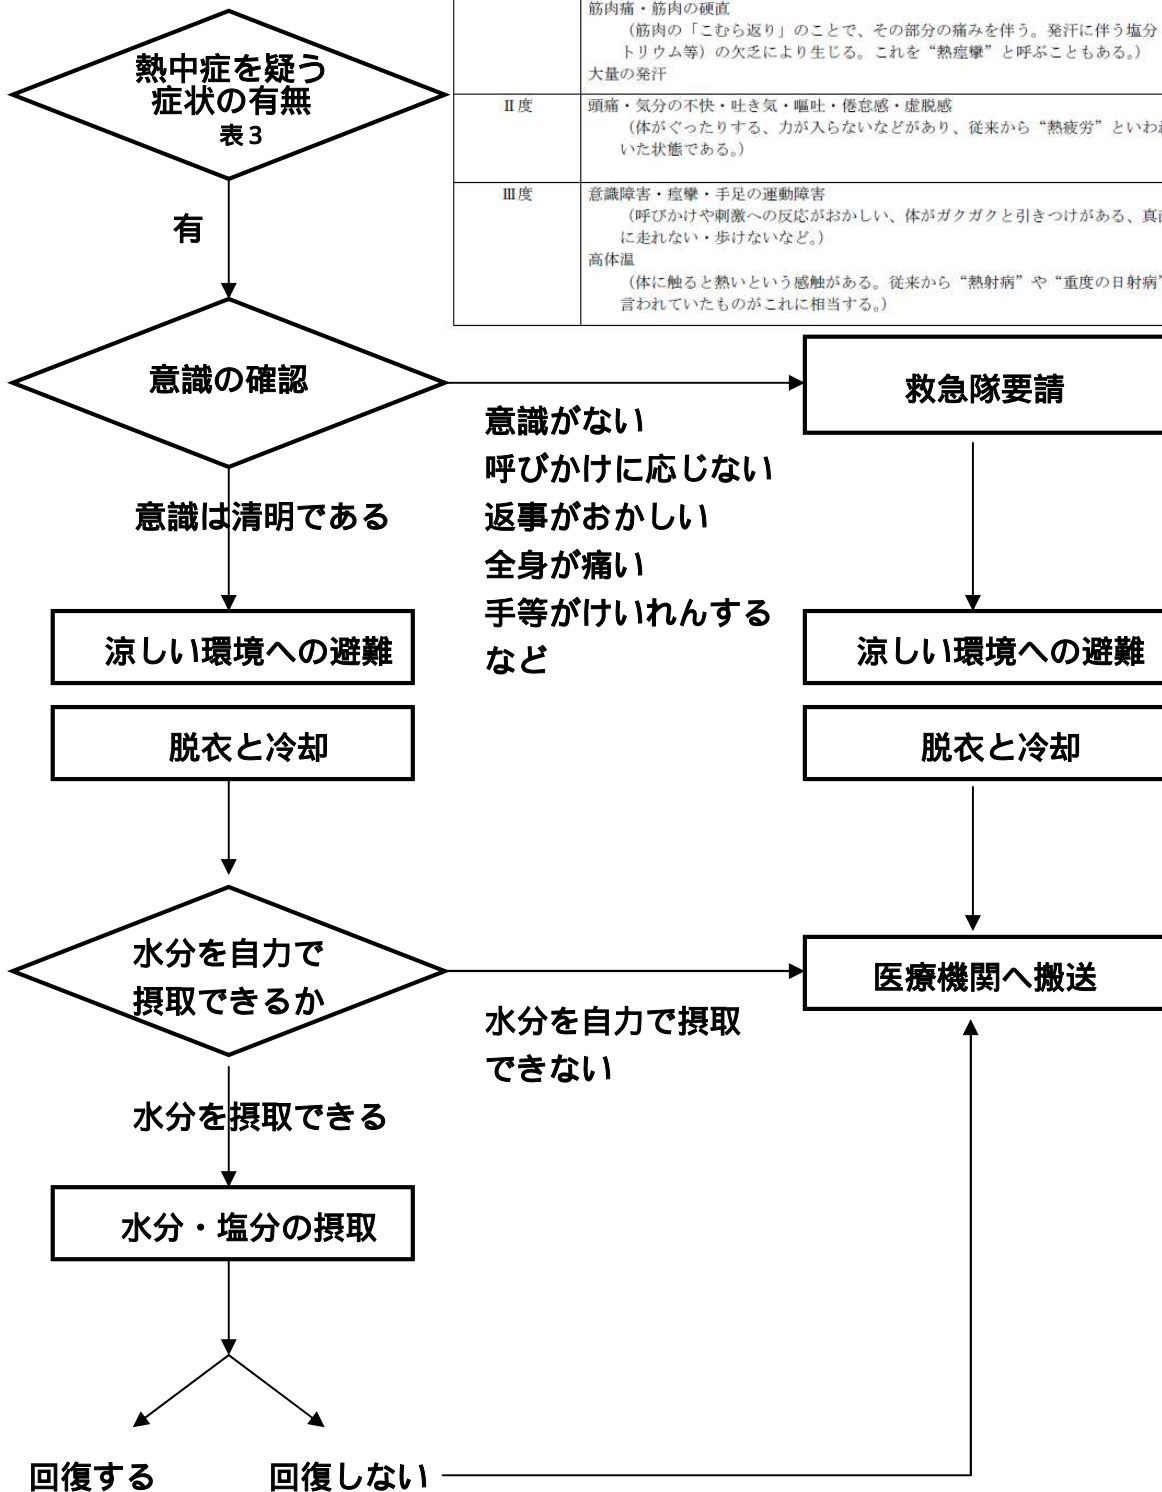 筋肉痛・筋肉の硬直
（筋肉の「こむら返り」のことで、その部分の痛みを伴う。発汗に伴う塩分
トリウム等）の欠乏により生じる。これを“熱痙攣”と呼ぶこともある。）
大量の発汗
Ⅱ度
頭痛・気分の不快・吐き気・嘔吐・倦怠感・虚脱感
（体がぐったりする、力が入らないなどがあり、従来から“熱疲労”といわ
いた状態である。）
Ⅲ度
意識障害・痙攣・手足の運動障害
（呼びかけや刺激への反応がおかしい、体がガクガクと引きつけがある、真
に走れない・歩けないなど。）
高体温
（体に触ると熱いという感触がある。従来から“熱射病”や“重度の日射病”
言われていたものがこれに相当する。）
熱中症を疑う
症状の有無
表３
有
意識の確認
意識がない
呼びかけに応じない
返事がおかしい
全身が痛い
手等がけいれんする
など
救急隊要請
意識は清明である
涼しい環境への避難
涼しい環境への避難
脱衣と冷却
脱衣と冷却
水分を自力で
摂取できるか
水分を自力で摂取
できない
医療機関へ搬送
水分を摂取できる
水分・塩分の摂取
回復する
回復しない